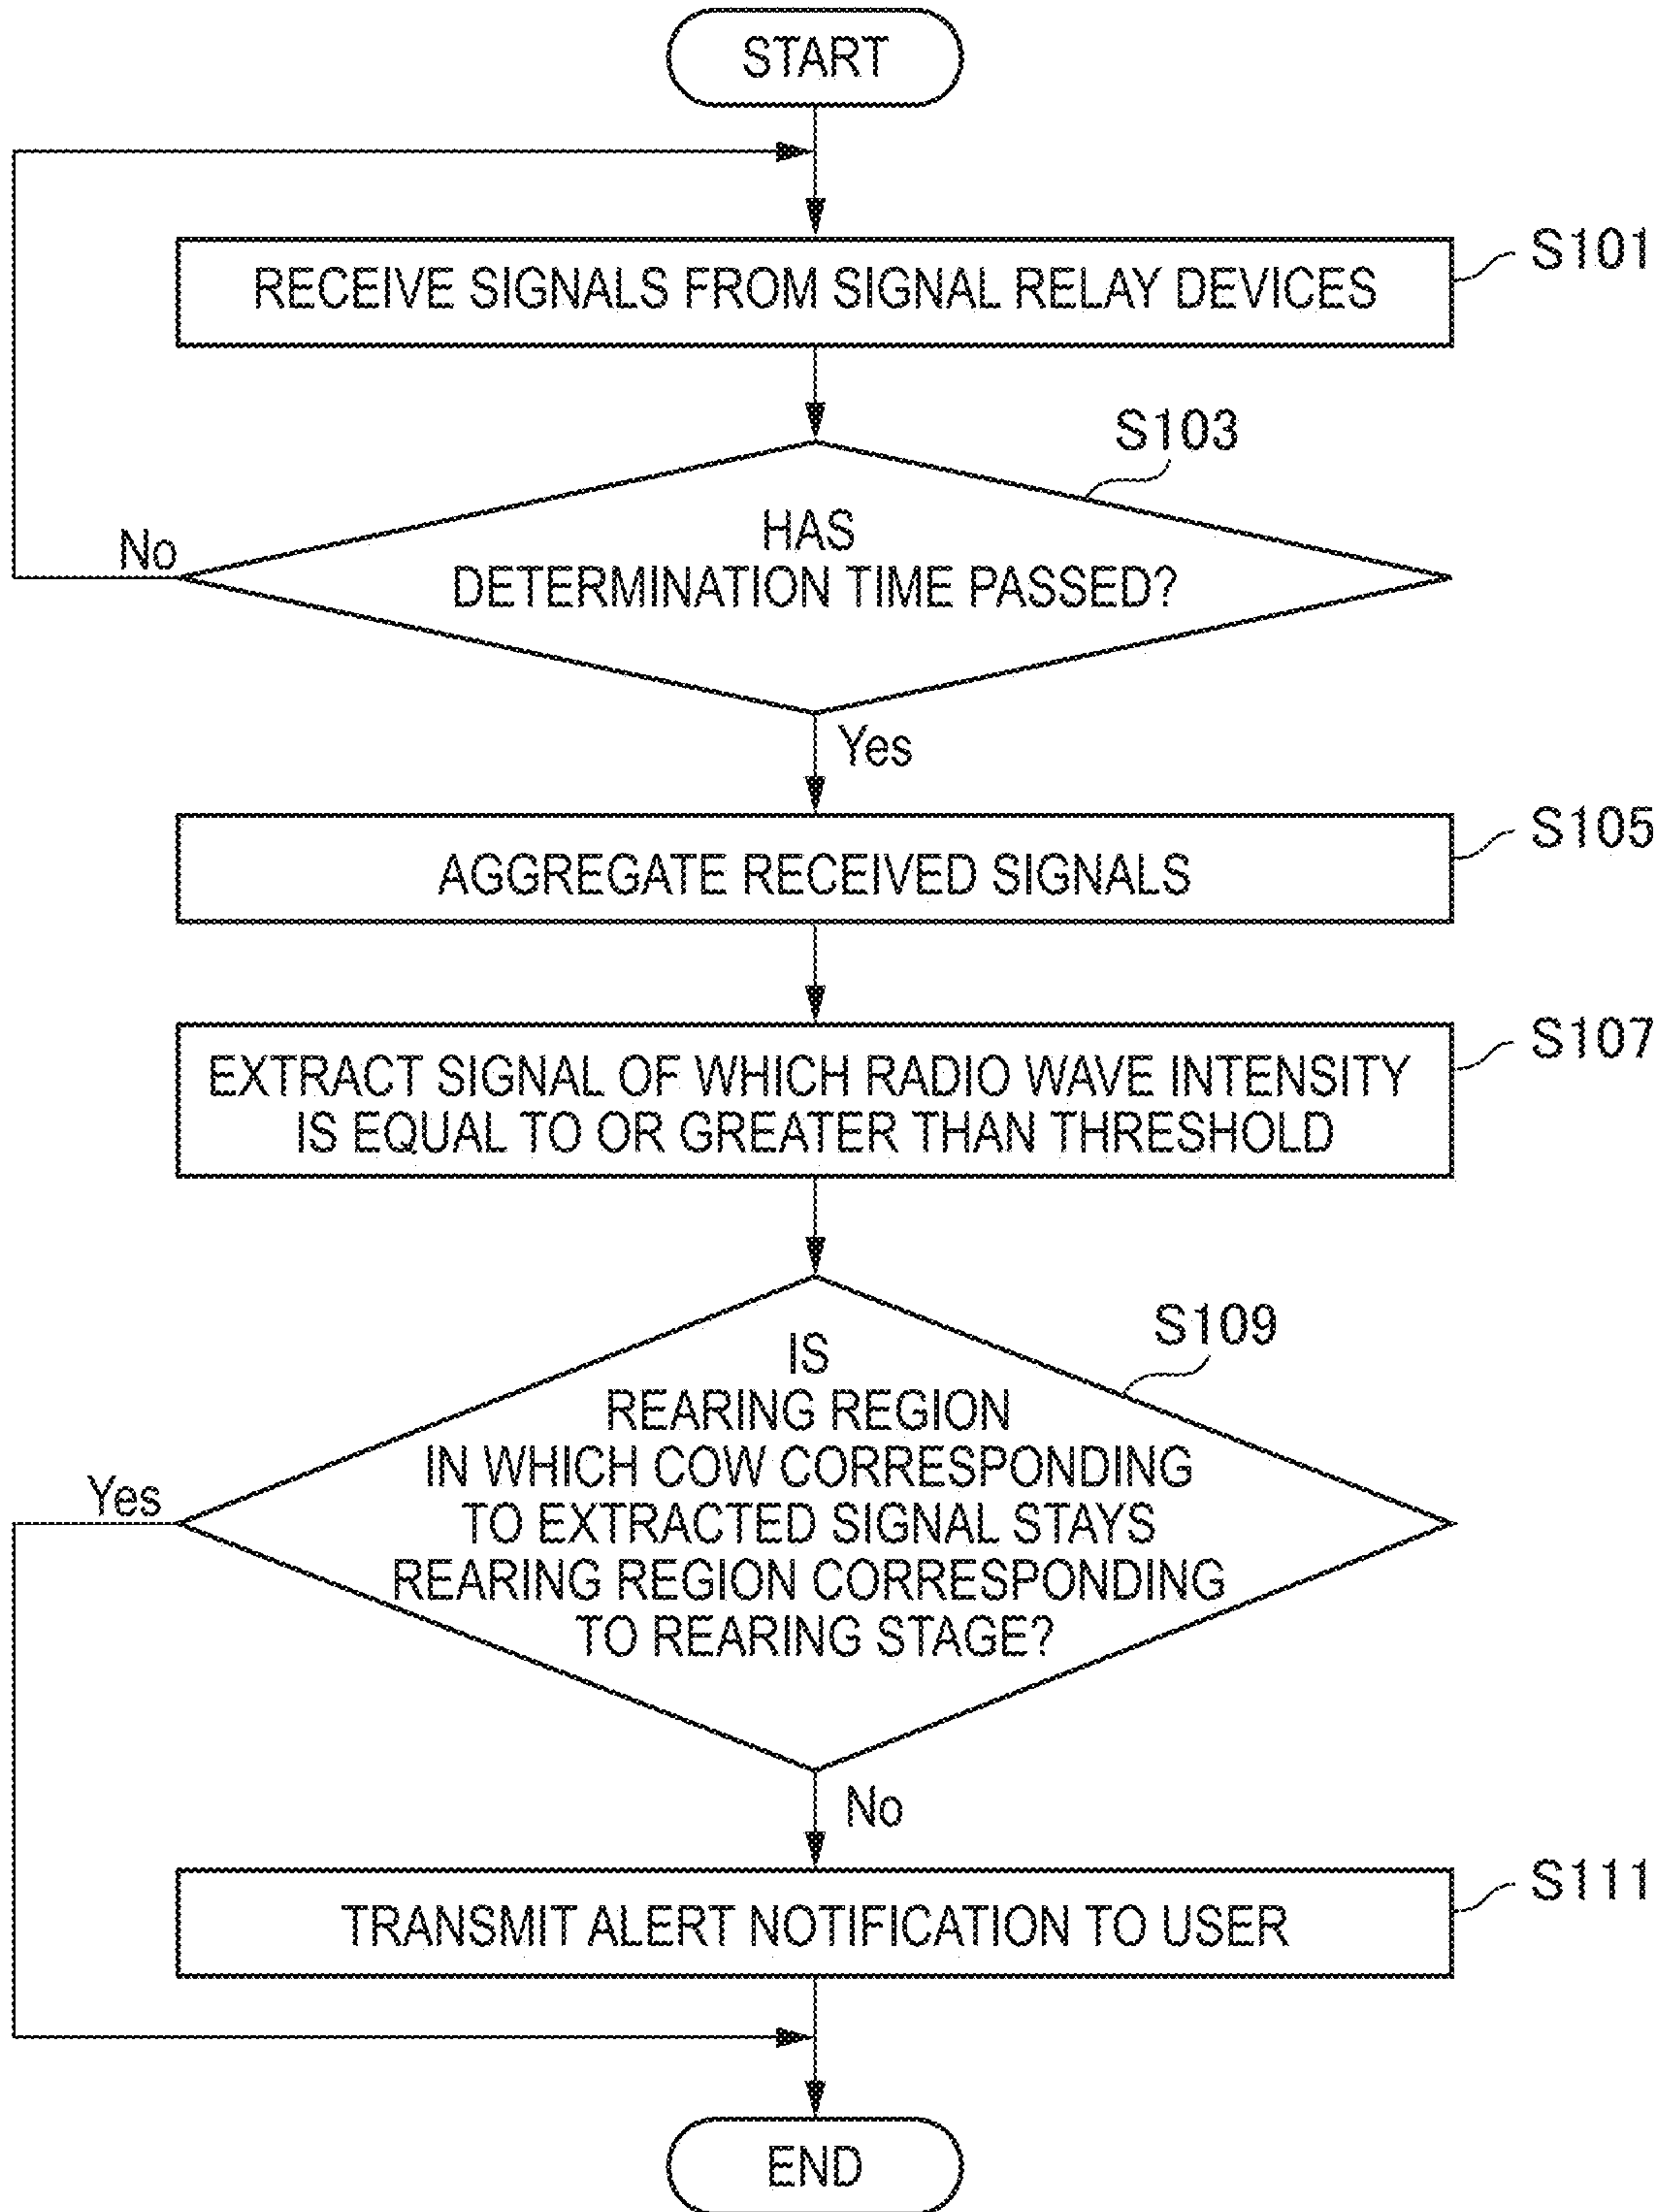 START
RECEIVE SIGNALS FROM SIGNAL RELAY DEVICES
S101
S103
HAS
DETERMINATION TIME PASSED?
No
Yes
AGGREGATE RECEIVED SIGNALS
S105
EXTRACT SIGNAL OF WHICH RADIO WAVE INTENSITY
IS EQUAL TO OR GREATER THAN THRESHOLD
S107
S109
IS
REARING REGION
IN WHICH COW CORRESPONDING
TO EXTRACTED SIGNAL STAYS
REARING REGION CORRESPONDING
TO REARING STAGE?
Yes
No
TRANSMIT ALERT NOTIFICATION TO USER
S111
END